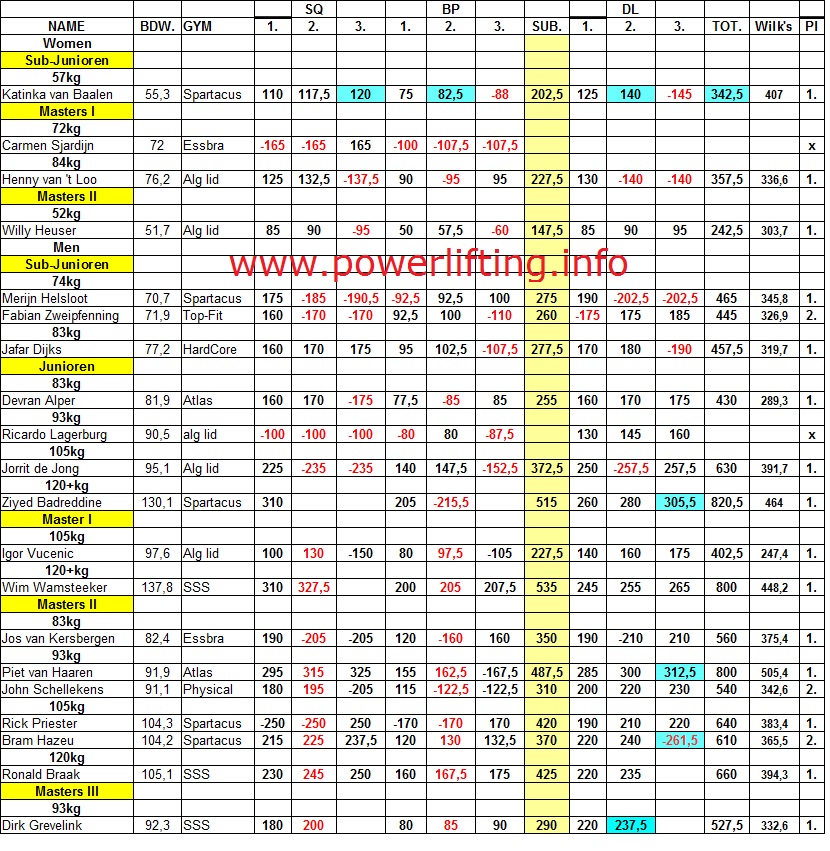 SQ BP DL
NAME BDW. GYM 1. 2. 3. 1. 2. 3. SUB. 1. 2. 3. TOT. Wilk's Pl
Women
Sub-Junioren
57kg
Katinka van Baalen 55,3 Spartacus 110 117,5 120 75 82,5 -88 202,5 125 140 -145 342,5 407 1.
Masters I
72kg
Carmen Sjardijn 72 Essbra -165 -165 165 -100 -107,5 -107,5 x
84kg
Henny van 't Loo 76,2 Alg lid 125 132,5 -137,5 90 -95 95 227,5 130 -140 -140 357,5 336,6 1.
Masters II
52kg
Willy Heuser 51,7 Alg lid 85 90 -95 50 57,5 -60 147,5 85 90 95 242,5 303,7 1.
Men
www.powerlifting.info
Sub-Junioren
74kg
Merijn Helsloot 70,7 Spartacus 175 -185 -190,5 -92,5 92,5 100 275 190 -202,5 -202,5 465 345,8 1.
Fabian Zweipfenning 71,9 Top-Fit 160 -170 -170 92,5 100 -110 260 -175 175 185 445 326,9 2.
83kg
Jafar Dijks 77,2 HardCore 160 170 175 95 102,5 -107,5 277,5 170 180 -190 457,5 319,7 1.
Junioren
83kg
Devran Alper 81,9 Atlas 160 170 -175 77,5 -85 85 255 160 170 175 430 289,3 1.
93kg
Ricardo Lagerburg 90,5 alg lid -100 -100 -100 -80 80 -87,5 130 145 160 x
105kg
Jorrit de Jong 95,1 Alg lid 225 -235 -235 140 147,5 -152,5 372,5 250 -257,5 257,5 630 391,7 1.
120+kg
Ziyed Badreddine 130,1 Spartacus 310 205 -215,5 515 260 280 305,5 820,5 464 1.
Master I
105kg
Igor Vucenic 97,6 Alg lid 100 130 -150 80 97,5 -105 227,5 140 160 175 402,5 247,4 1.
120+kg
Wim Wamsteeker 137,8 SSS 310 327,5 200 205 207,5 535 245 255 265 800 448,2 1.
Masters II
83kg
Jos van Kersbergen 82,4 Essbra 190 -205 -205 120 -160 160 350 190 -210 210 560 375,4 1.
93kg
Piet van Haaren 91,9 Atlas 295 315 325 155 162,5 -167,5 487,5 285 300 312,5 800 505,4 1.
John Schellekens 91,1 Physical 180 195 -205 115 -122,5 -122,5 310 200 220 230 540 342,6 2.
105kg
Rick Priester 104,3 Spartacus -250 -250 250 -170 -170 170 420 190 210 220 640 383,4 1.
Bram Hazeu 104,2 Spartacus 215 225 237,5 120 130 132,5 370 220 240 -261,5 610 365,5 2.
120kg
Ronald Braak 105,1 SSS 230 245 250 160 167,5 175 425 220 235 660 394,3 1.
Masters III
93kg
Dirk Grevelink 92,3 SSS 180 200 80 85 90 290 220 237,5 527,5 332,6 1.